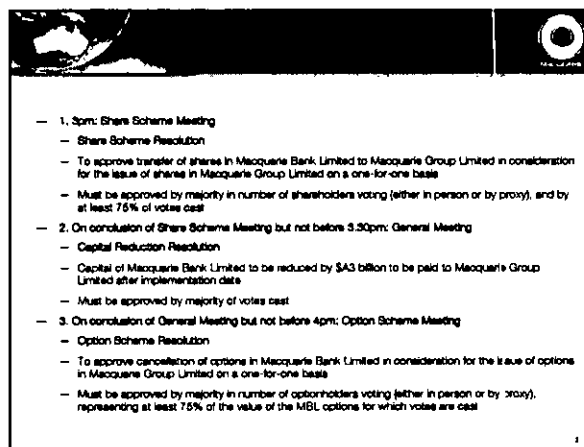 — 1. 3pm: Share Scheme Meeting
— Share Scheme Resolution
— To approve transfer of shares in Macquarie Bank Limited to Macquarie Group Limited in consideration
for the issue of shares in Macquarie Group Limited on a one-for-one basis
— Must be approved by majority in number of shareholders voting (either in person or by proxy), and by
at least 75% of votes cast
— 2. On conclusion of Share Scheme Meeting but not before 3.30pm: General Meeting
— Capital Reduction Resolution
— Capital of Macquarie Bank Limited to be reduced by $A3 billion to be paid to Macquarie Group
Limited after implementation date
— Must be approved by majority of votes cast
— 3. On conclusion of General Meeting but not before 4pm: Option Scheme Meeting
— Option Scheme Resolution
— To approve cancellation of options in Macquarie Bank Limited in consideration for the issue of options
in Macquarie Group Limited on a one-for-one basis
— Must be approved by majority in number of optionholders voting (either in person or by proxy),
representing at least 75% of the value of the MBL options for which votes are cast